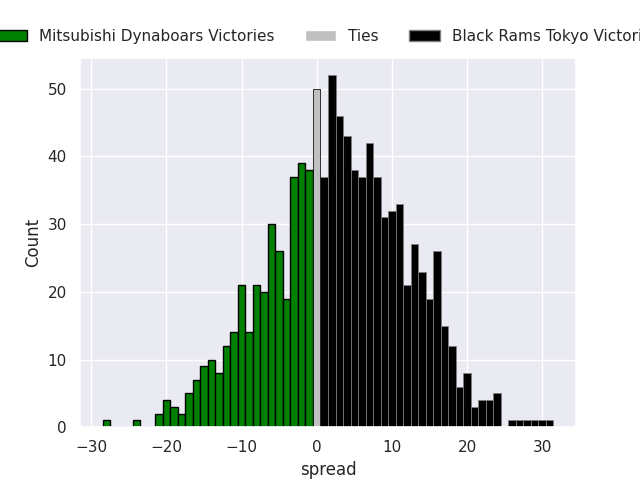 Mitsubishi Dynaboars Victories Ties Black Rams Tokyo Victori
50
40
30
20
10
0
Count
−30 −20 −10 0 10 20 30
spread